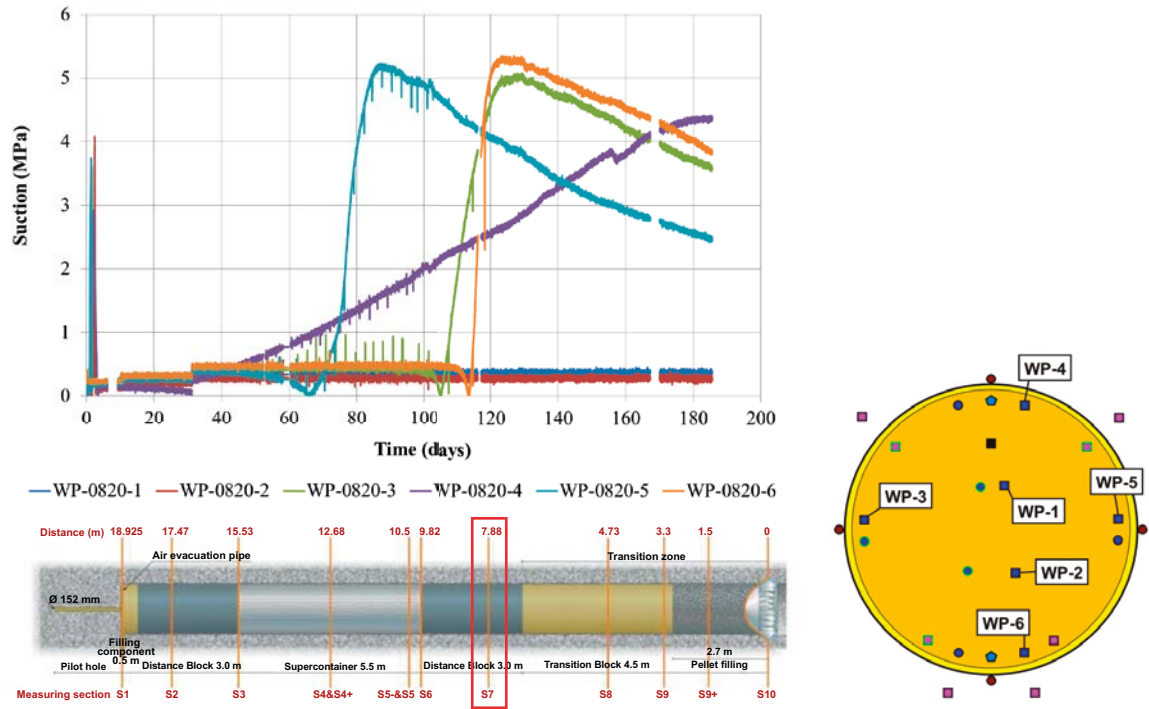 6
5
4
3
2
1
0
Suction (MPa)
0 20 40 60 80 100 120 140 160 180 200
Time (days)
WP-0820-1 WP-0820-2 WP-0820-3 WP-0820-4 WP-0820-5 WP-0820-6
Distance (m) 18.925 17.47 15.53 12.68 10.5 9.82 7.88 4.73 3.3 1.5 0
Air evacuation pipe Transition zone
Ø 152 mm
Filling
component
0.5 m
2.7 m
Pilot hole Distance Block 3.0 m Supercontainer 5.5 m Distance Block 3.0 m Transition Block 4.5 m Pellet filling
Measuring section S1 S2 S3 S4&S4+ S5-&S5 S6 S7 S8 S9 S9+ S10
WP-4
WP-5
WP-3
WP-1
WP-2
WP-6